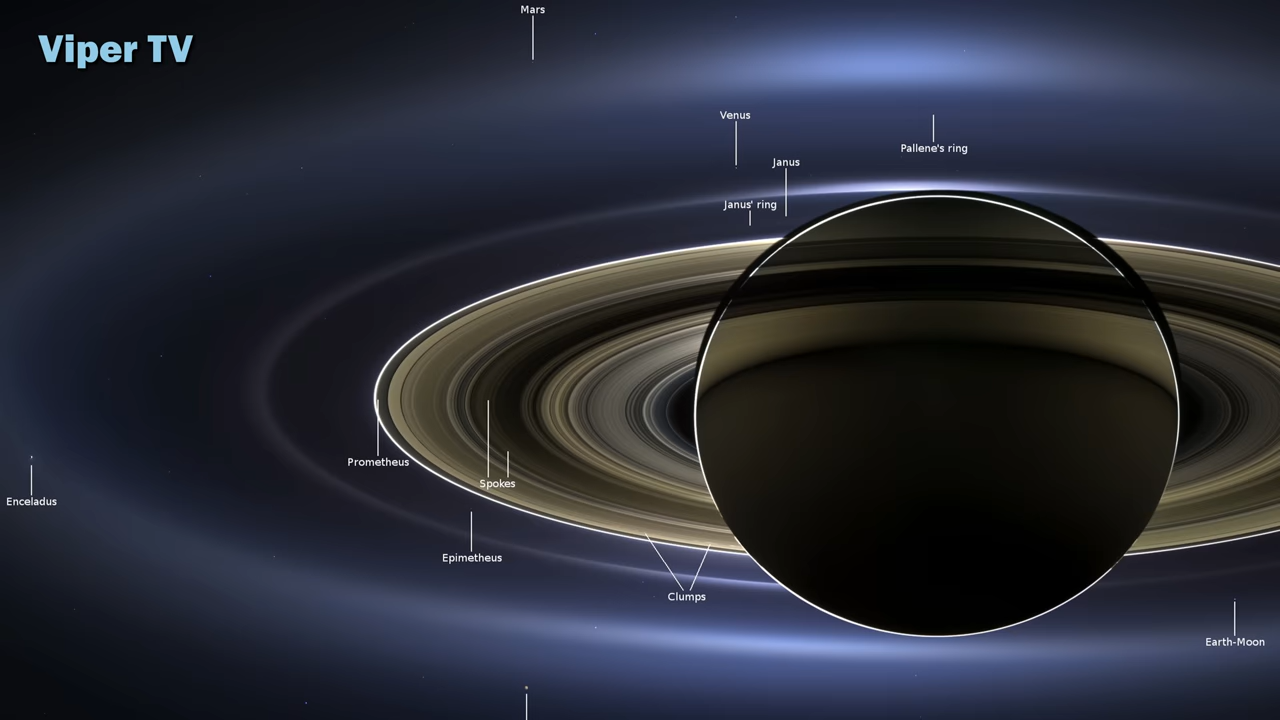 Mars
Viper TV
Venus
Pallene's ring
Janus
Janus' ring
Prometheus
Spokes
Enceladus
Epimetheus
Clumps
Earth-Moon